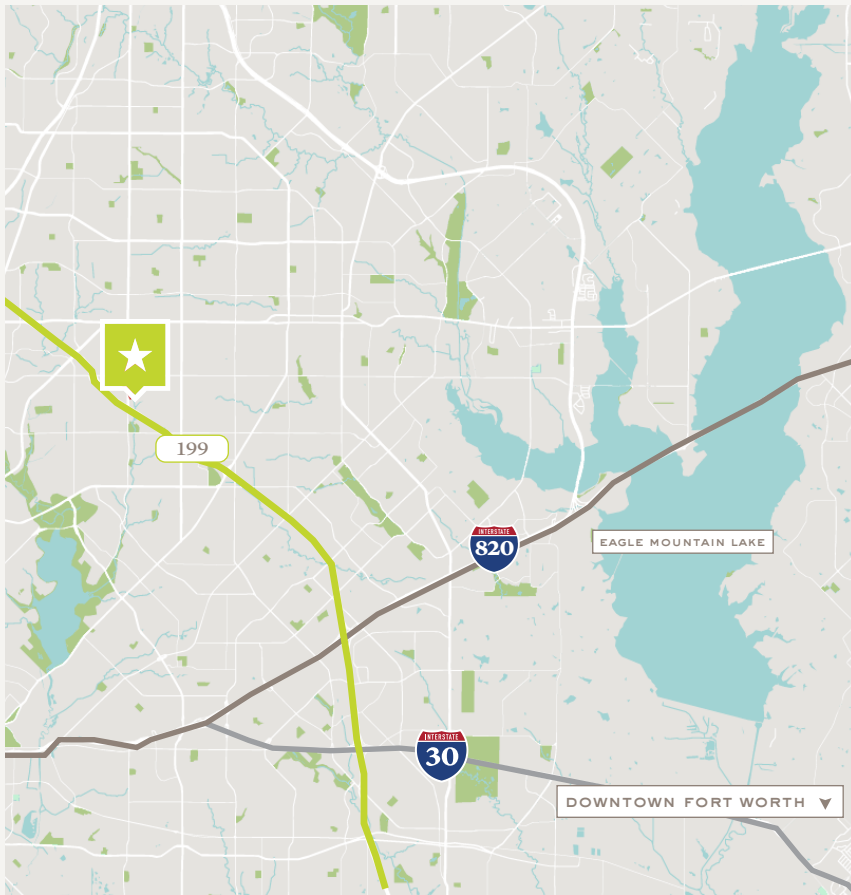 199
INTERSTATE
820
EAGLE MOUNTAIN LAKE
INTERSTATE
30
DOWNTOWN FORT WORTH